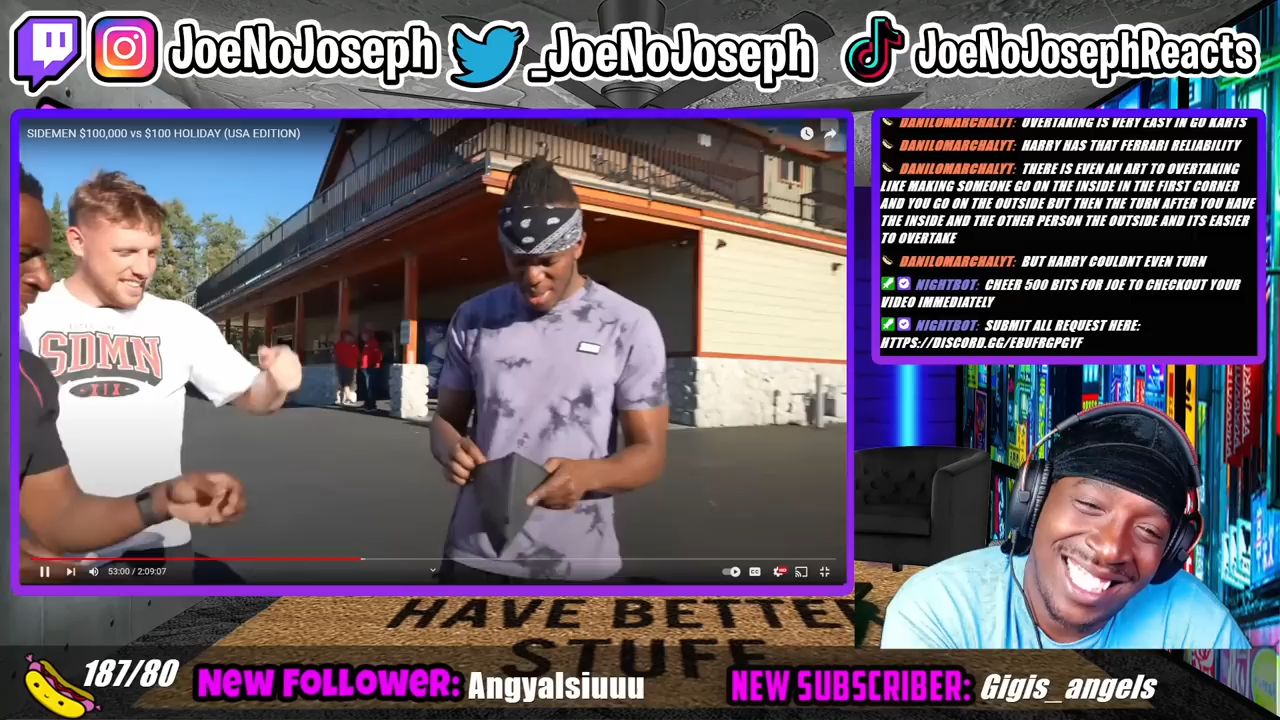 JoeNoJoseph
_JoeNoJoseph
JoeNoJosephReacts
SIDEMEN $100,000 vs $100 HOLIDAY (USA EDITION)
SDMN
XIX
53:00 / 2:09:07
DANILOMARCHALYT: OVERTAKING IS VERY EASY IN GO KARTS
DANILOMARCHALYT: HARRY HAS THAT FERRARI RELIABILITY
DANILOMARCHALYT: THERE IS EVEN AN ART TO OVERTAKING
LIKE MAKING SOMEONE GO ON THE INSIDE IN THE FIRST CORNER
AND YOU GO ON THE OUTSIDE BUT THEN THE TURN AFTER YOU HAVE
THE INSIDE AND THE OTHER PERSON THE OUTSIDE AND ITS EASIER
TO OVERTAKE
DANILOMARCHALYT: BUT HARRY COULDNT EVEN TURN
NIGHTBOT: CHEER 500 BITS FOR JOE TO CHECKOUT YOUR
VIDEO IMMEDIATELY
NIGHTBOT: SUBMIT ALL REQUEST HERE:
HTTPS://DISCORD.GG/EBUFRGPGYF
HAVE BETTER
STUFF
187/80
New Follower: Angyalsiuuu
NEW SUBSCRIBER: Gigis_angels